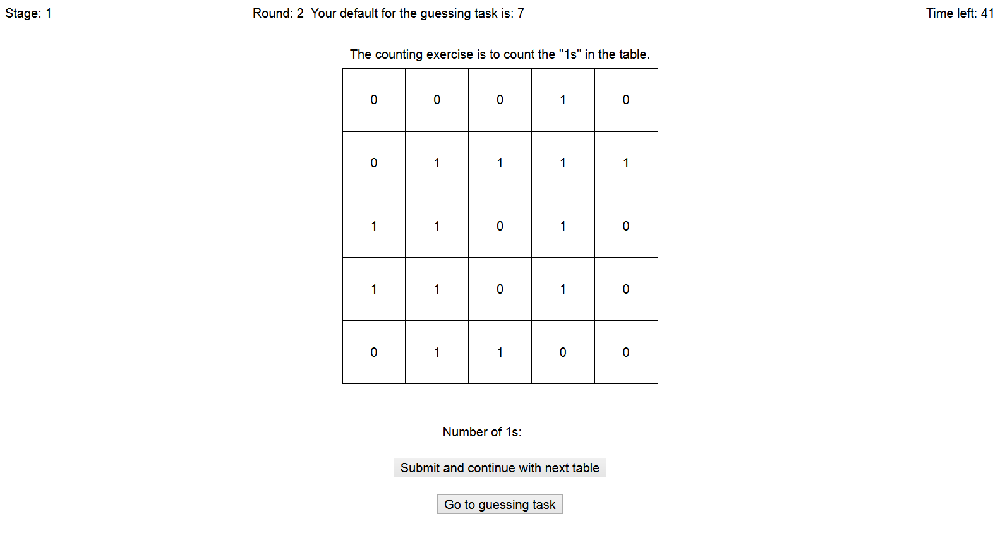 Stage: 1 Round: 2 Your default for the guessing task is: 7 Time left: 41
The counting exercise is to count the "1s" in the table.
0 0 0 1 0
0 1 1 1 1
1 1 0 1 0
1 1 0 1 0
0 1 1 0 0
Number of 1s:
Submit and continue with next table
Go to guessing task